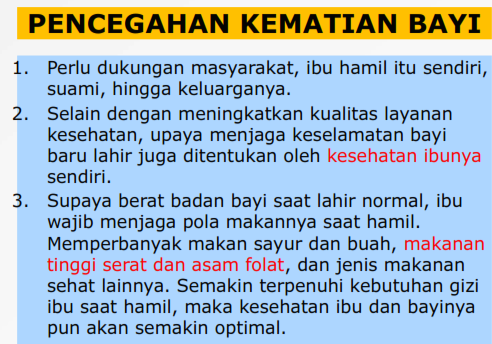 PENCEGAHAN KEMATIAN BAYI
1. Perlu dukungan masyarakat, ibu hamil itu sendiri,
suami, hingga keluarganya.
2. Selain dengan meningkatkan kualitas layanan
kesehatan, upaya menjaga keselamatan bayi
baru lahir juga ditentukan oleh kesehatan ibunya
sendiri.
3. Supaya berat badan bayi saat lahir normal, ibu
wajib menjaga pola makannya saat hamil.
Memperbanyak makan sayur dan buah, makanan
tinggi serat dan asam folat, dan jenis makanan
sehat lainnya. Semakin terpenuhi kebutuhan gizi
ibu saat hamil, maka kesehatan ibu dan bayinya
pun akan semakin optimal.